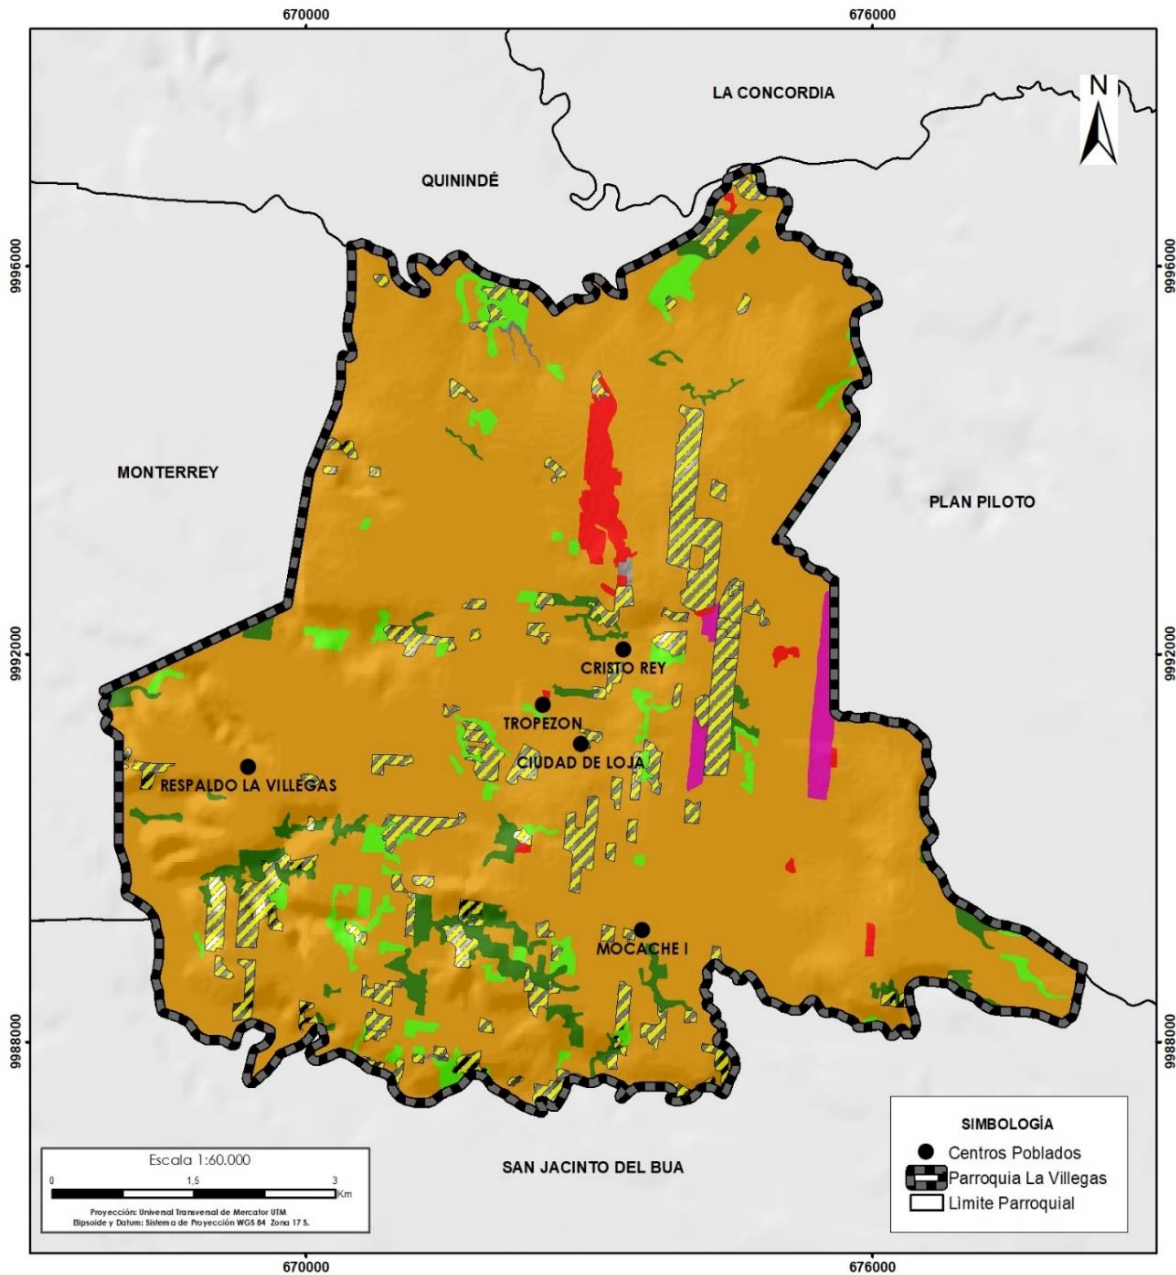 670000
676000
LA CONCORDIA
N
QUININDÉ
9996000
9996000
MONTERREY
PLAN PILOTO
9992000
9992000
CRISTO REY
TROPEZON
CIUDAD DE LOJA
RESPALDO LA VILLEGAS
MOCACHE I
9988000
9988000
SAN JACINTO DEL BUA
SIMBOLOGÍA
Centros Poblados
Parroquia La Villegas
Lìmite Parroquial
Escala 1:60.000
0 1,5 3
Km
Proyección: Universal Transversal de Mercator UTM
Elipsoide y Datum: Sistema de Proyección WGS 84 Zona 17 S.
670000
676000